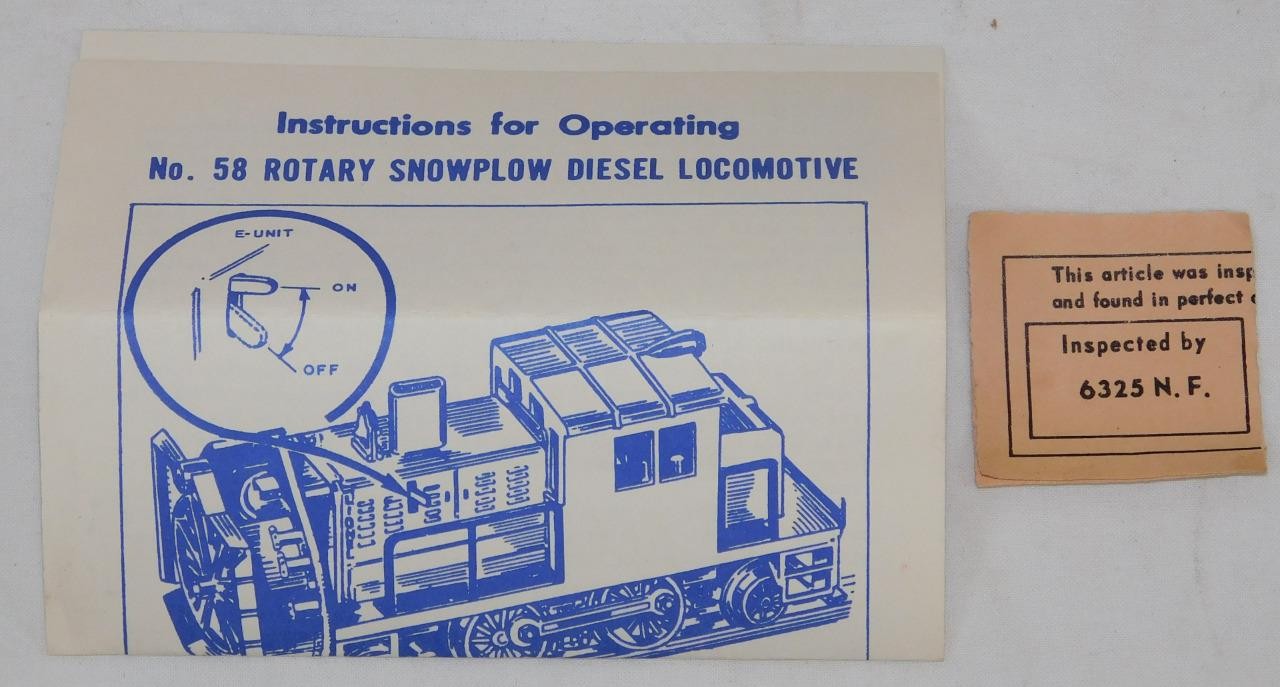 Instructions for Operating
No. 58 ROTARY SNOWPLOW DIESEL LOCOMOTIVE
E-UNIT
ON
OFF
This article was insp
and found in perfect
Inspected by
6325 N. F.